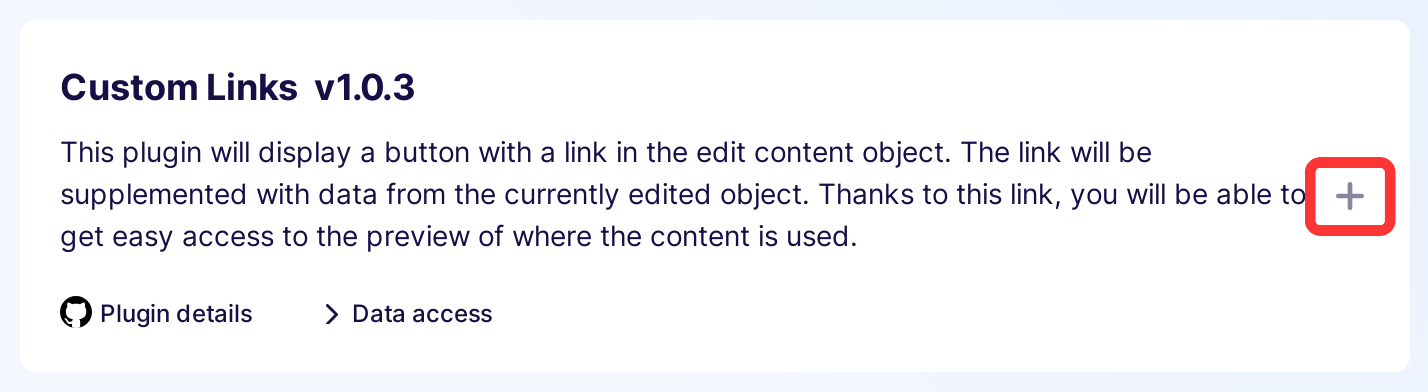 Custom Links v1.0.3
This plugin will display a button with a link in the edit content object. The link will be
supplemented with data from the currently edited object. Thanks to this link, you will be able to
get easy access to the preview of where the content is used.
Plugin details
Data access